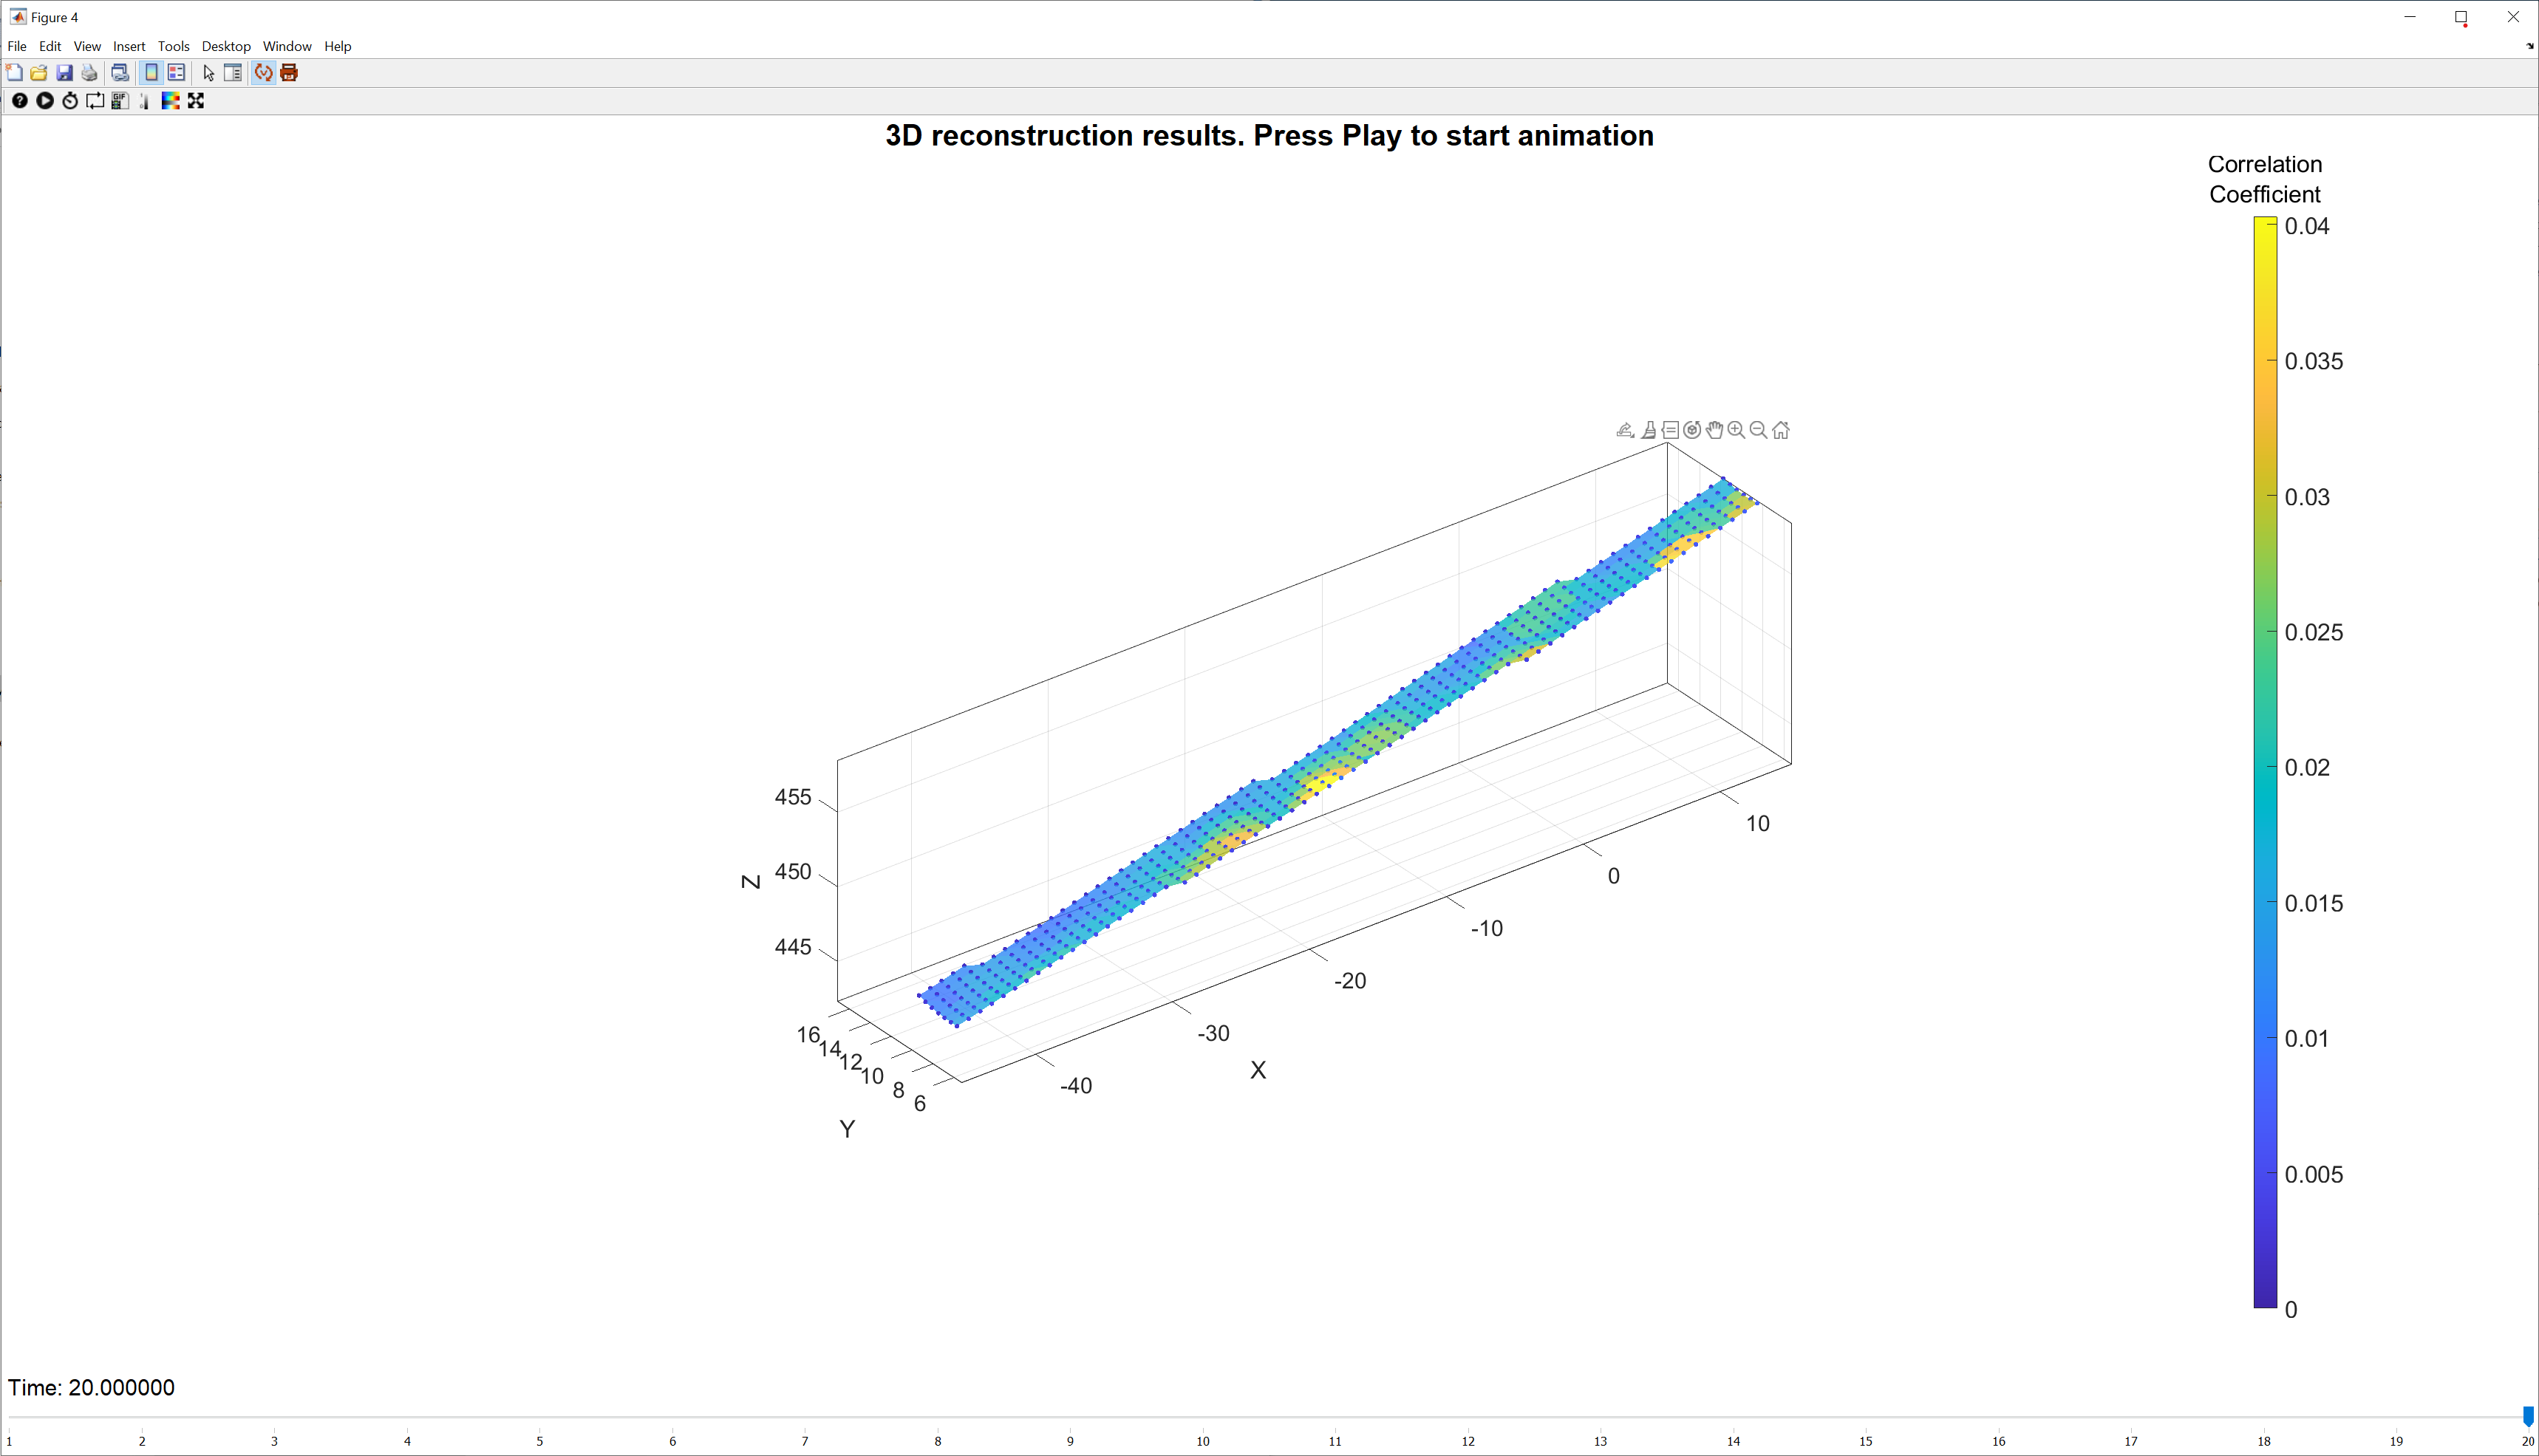 Figure 4
File Edit View Insert Tools Desktop Window Help
GIF
3D reconstruction results. Press Play to start animation
Correlation
Coefficient
0.04
0.035
0.03
0.025
0.02
0.015
0.01
0.005
0
455
450
445
Z
16
14
12
10
8
6
Y
-40
-30
-20
-10
0
10
X
Time: 20.000000
1 2 3 4 5 6 7 8 9 10 11 12 13 14 15 16 17 18 19 20